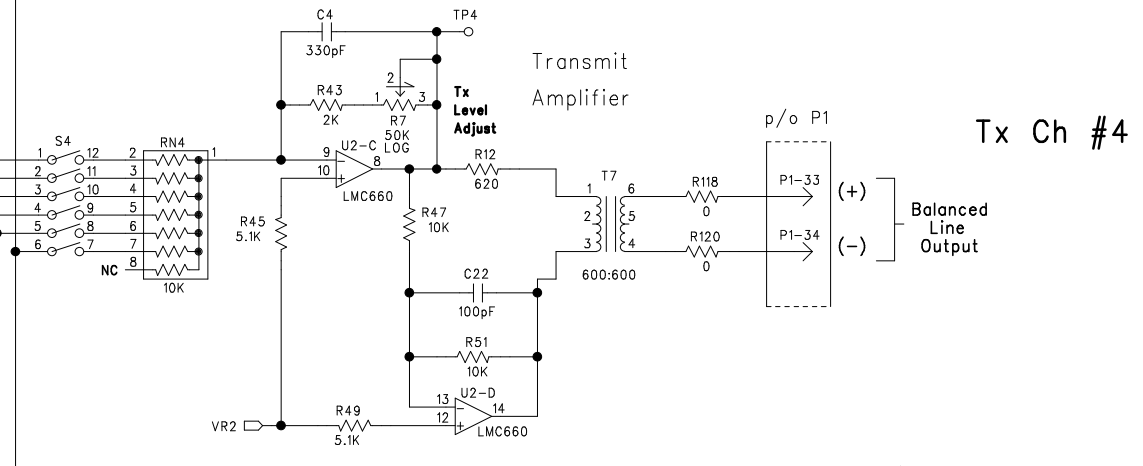 C4
330pF
TP4
Transmit
Amplifier
R43
2K
2
1
3
R7
50K
LOG
Tx
Level
Adjust
p/o P1
Tx Ch #4
S4
RN4
1 12 2
2 11 3
3 10 4
4 9 5
5 8 6
6 7 7
NC 8
1
10K
U2-C
9
10
8
LMC660
R12
620
R45
5.1K
R47
10K
T7
1
2
3
6
5
4
600:600
R118
0
R120
0
P1-33
P1-34
(+)
(-)
Balanced
Line
Output
C22
100pF
R51
10K
U2-D
13
12
14
LMC660
VR2
R49
5.1K